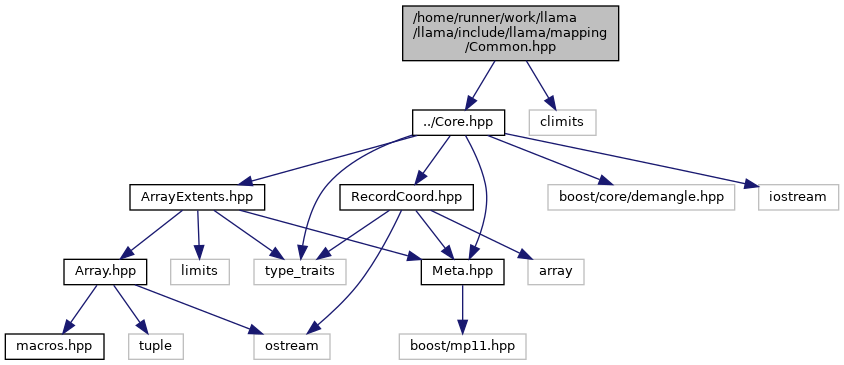 /home/runner/work/llama
/llama/include/llama/mapping
/Common.hpp
../Core.hpp
climits
ArrayExtents.hpp
RecordCoord.hpp
boost/core/demangle.hpp
iostream
Array.hpp
limits
type_traits
Meta.hpp
array
macros.hpp
tuple
ostream
boost/mp11.hpp